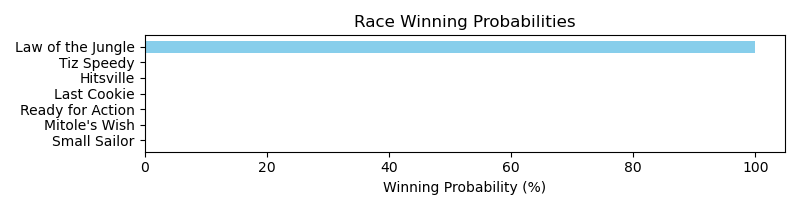 Race Winning Probabilities
Law of the Jungle
Tiz Speedy
Hitsville
Last Cookie
Ready for Action
Mitole's Wish
Small Sailor
0 20 40 60 80 100
Winning Probability (%)